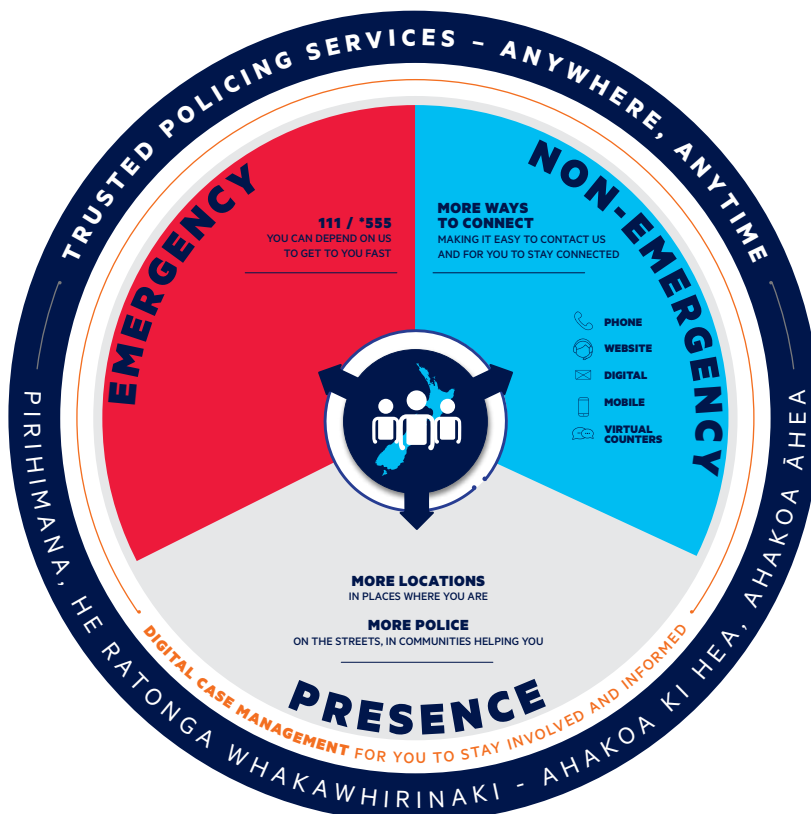 TRUSTED POLICING SERVICES – ANYWHERE, ANYTIME
EMERGENCY
111 / *555
YOU CAN DEPEND ON US
TO GET TO YOU FAST
NON-EMERGENCY
MORE WAYS
TO CONNECT
MAKING IT EASY TO CONTACT US
AND FOR YOU TO STAY CONNECTED
PHONE
WEBSITE
DIGITAL
MOBILE
VIRTUAL
COUNTERS
MORE LOCATIONS
IN PLACES WHERE YOU ARE
MORE POLICE
ON THE STREETS, IN COMMUNITIES HELPING YOU
PRESENCE
DIGITAL CASE MANAGEMENT FOR YOU TO STAY INVOLVED AND INFORMED
PIRIHIMANA, HE RATONGA WHAKAWHIRINAKI - AHAKOA KI HEA, AHAKOA ĀHEA